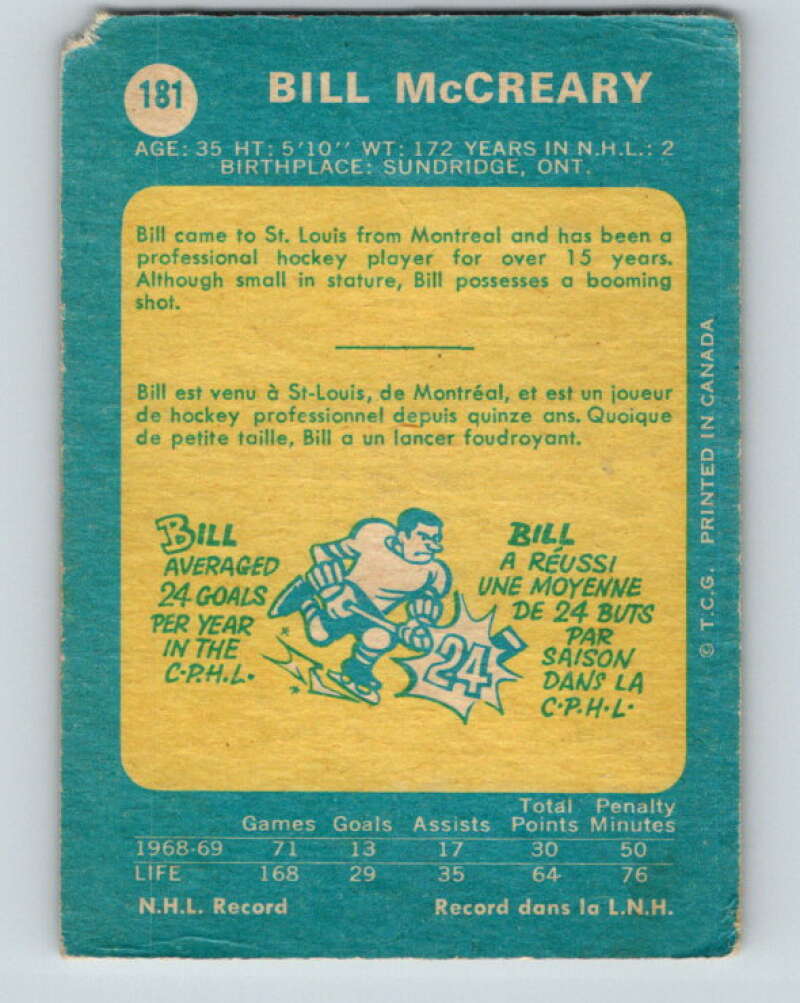 181
BILL McCREARY
AGE: 35 HT: 5'10'' WT: 172 YEARS IN N.H.L.: 2
BIRTHPLACE: SUNDRIDGE, ONT.
Bill came to St. Louis from Montreal and has been a
professional hockey player for over 15 years.
Although small in stature, Bill possesses a booming
shot.
Bill est venu à St-Louis, de Montréal, et est un joueur
de hockey professionnel depuis quinze ans. Quoique
de petite taille, Bill a un lancer foudroyant.
BILL
AVERAGED
24 GOALS
PER YEAR
IN THE
C.P.H.L.
24
BILL
A RÉUSSI
UNE MOYENNE
DE 24 BUTS
PAR
SAISON
DANS LA
C.P.H.L.
© T.C.G. PRINTED IN CANADA
Total Penalty
Games Goals Assists Points Minutes
1968-69 71 13 17 30 50
LIFE 168 29 35 64 76
N.H.L. Record Record dans la L.N.H.